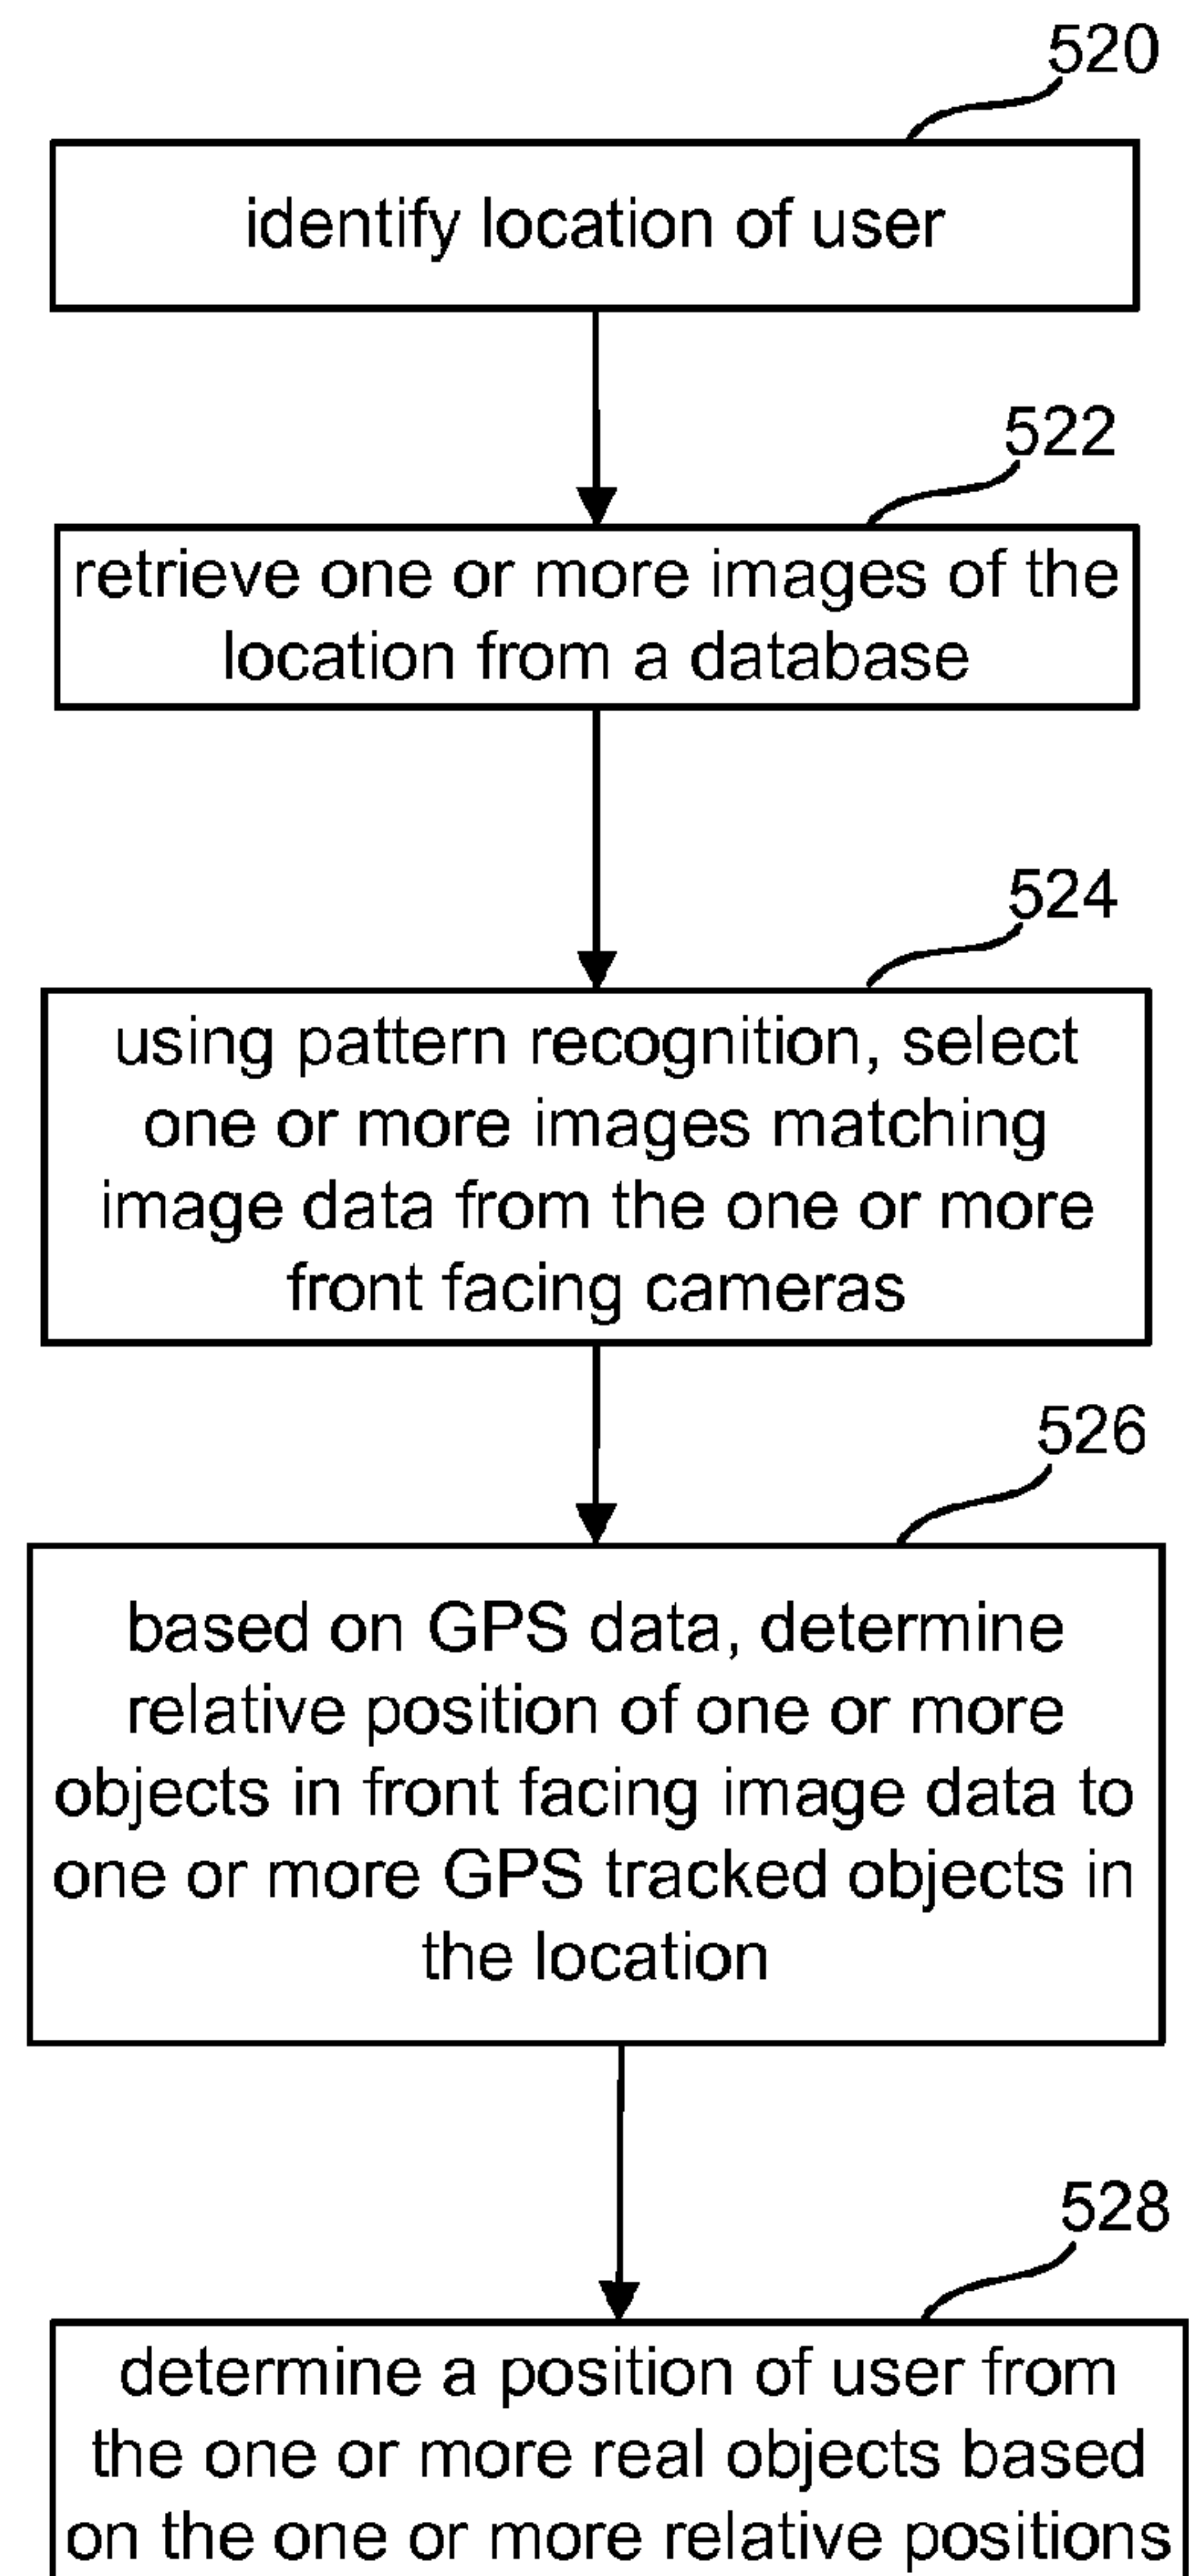 520
identify location of user
522
retrieve one or more images of the
location from a database
524
using pattern recognition, select
one or more images matching
image data from the one or more
front facing cameras
526
based on GPS data, determine
relative position of one or more
objects in front facing image data to
one or more GPS tracked objects in
the location
528
determine a position of user from
the one or more real objects based
on the one or more relative positions